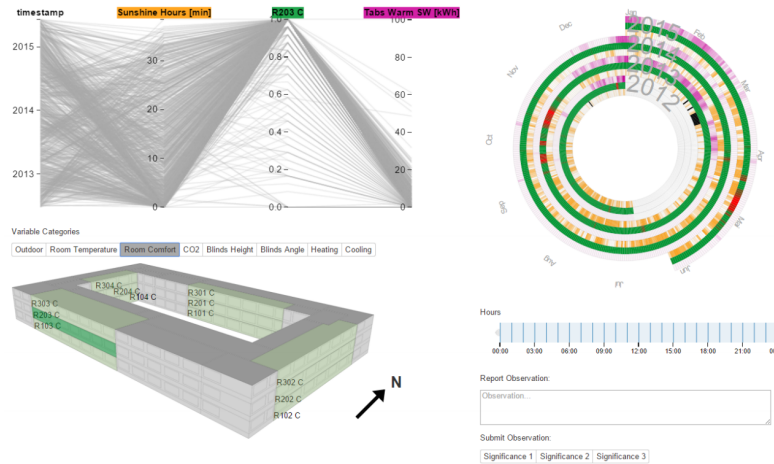 timestamp
Sunshine Hours [min]
R203 C
Tabs Warm SW [kWh]
2015
2014
2013
30
20
10
0
1.0
0.8
0.6
0.4
0.2
0.0
100
80
60
40
20
0
Jan
Feb
Mar
Apr
Mai
Jun
Jul
Aug
Sep
Oct
Nov
Dec
2015
2014
2013
2012
Variable Categories
Outdoor Room Temperature Room Comfort CO2 Blinds Height Blinds Angle Heating Cooling
R304 C
R204 C
R104 C
R301 C
R201 C
R101 C
R303 C
R203 C
R103 C
R302 C
R202 C
R102 C
N
Hours
00:00 03:00 06:00 09:00 12:00 15:00 18:00 21:00
Report Observation:
Observation...
Submit Observation:
Significance 1 Significance 2 Significance 3